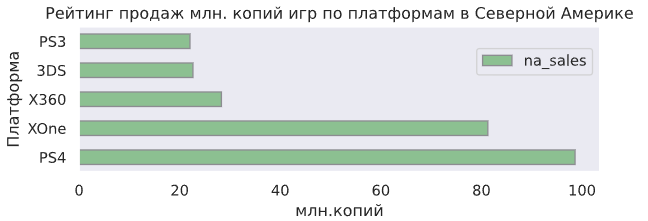 Рейтинг продаж млн. копий игр по платформам в Северной Америке
Платформа
PS3
3DS
X360
XOne
PS4
na_sales
0 20 40 60 80 100
млн.копий